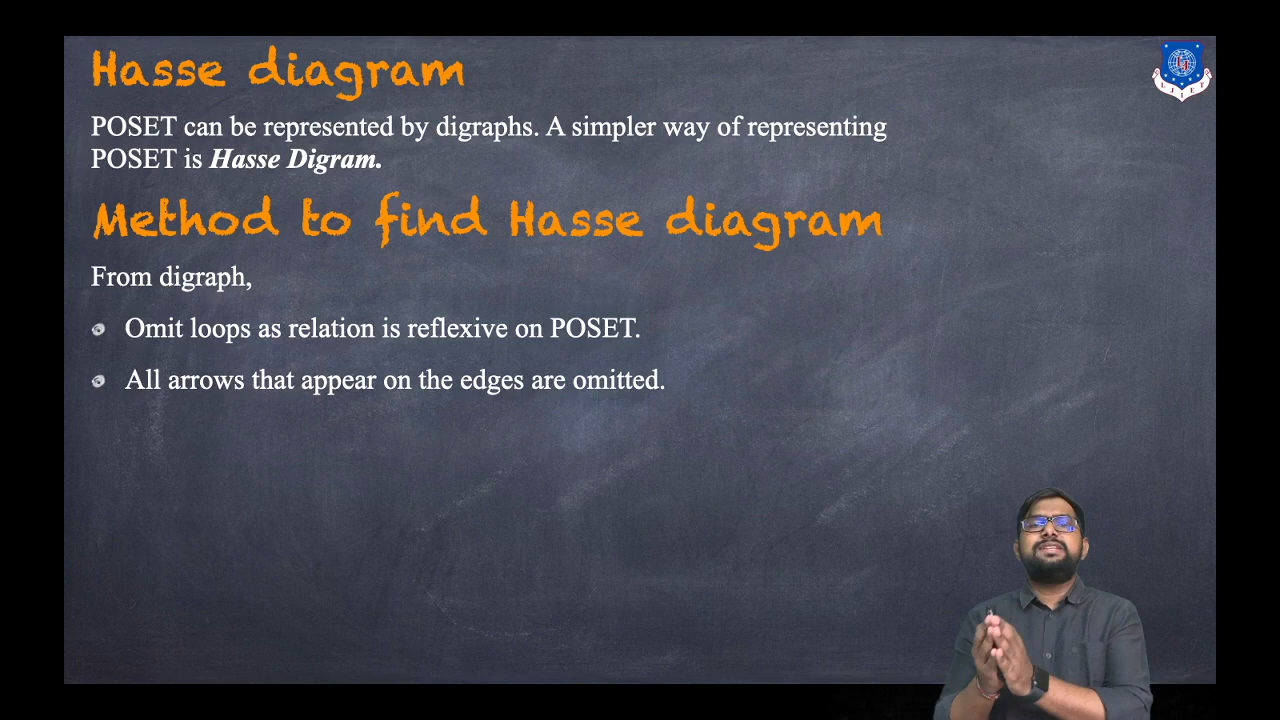 Hasse diagram
POSET can be represented by digraphs. A simpler way of representing
POSET is Hasse Digram.
Method to find Hasse diagram
From digraph,
Omit loops as relation is reflexive on POSET.
All arrows that appear on the edges are omitted.
L J I E T